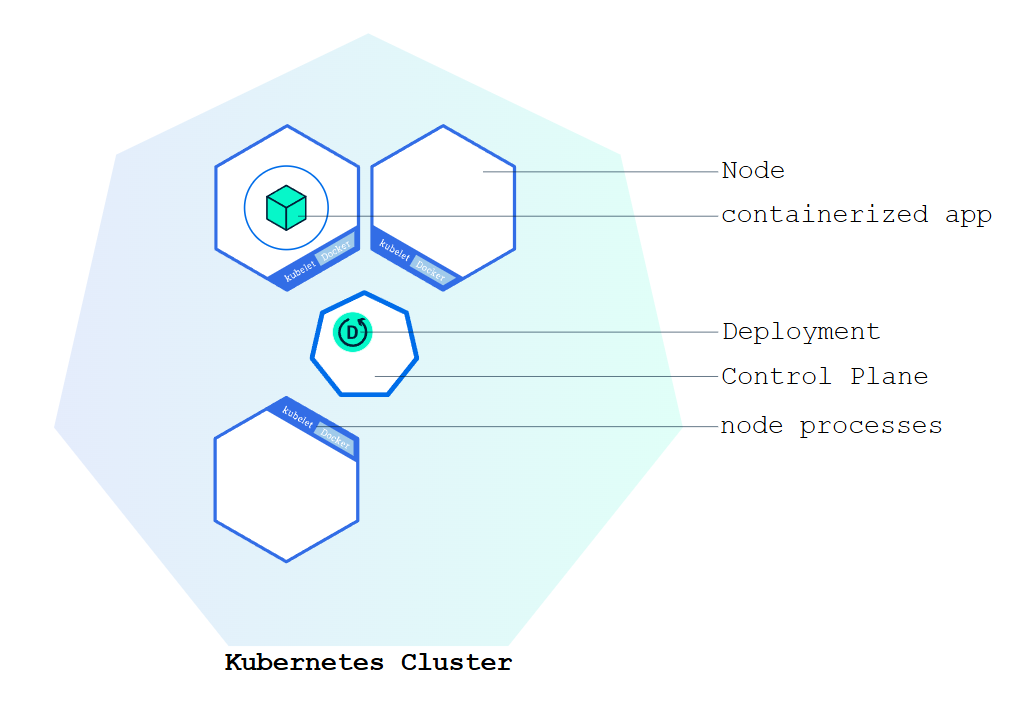 Node
containerized app
kubelet Docker
kubelet Docker
D
Deployment
Control Plane
kubelet Docker
node processes
Kubernetes Cluster